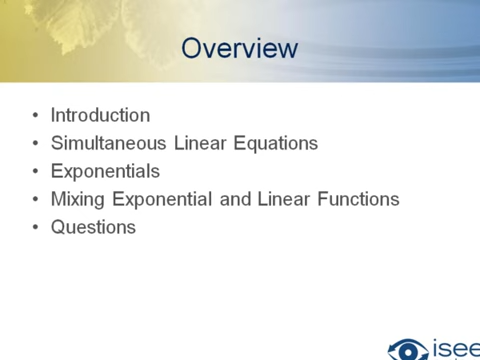 Overview
• Introduction
• Simultaneous Linear Equations
• Exponentials
• Mixing Exponential and Linear Functions
• Questions
isee